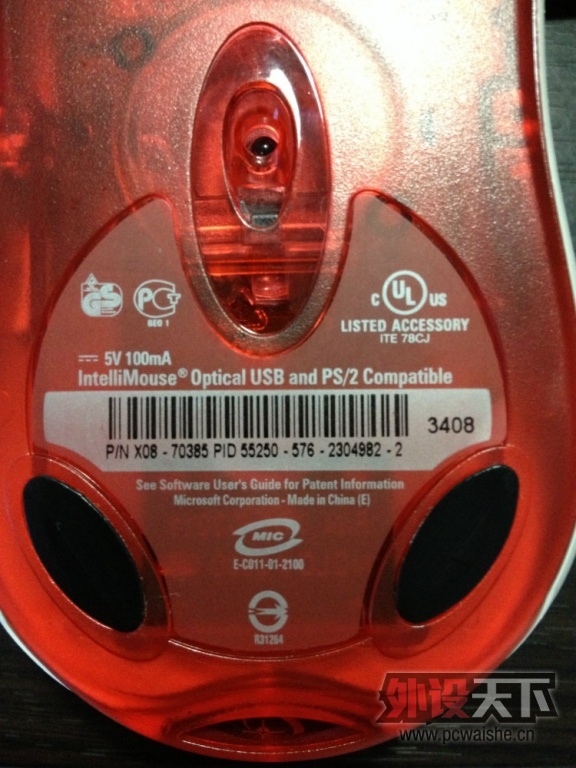 GS
PCT
BEO 1
C UL US
LISTED ACCESSORY
ITE 78CJ
5V 100mA
IntelliMouse® Optical USB and PS/2 Compatible
3408
P/N X08 - 70385 PID 55250 - 576 - 2304982 - 2
See Software User's Guide for Patent Information
Microsoft Corporation - Made in China (E)
MIC
E-C011-01-2100
R31264
外设天下
www.pcwaishe.cn